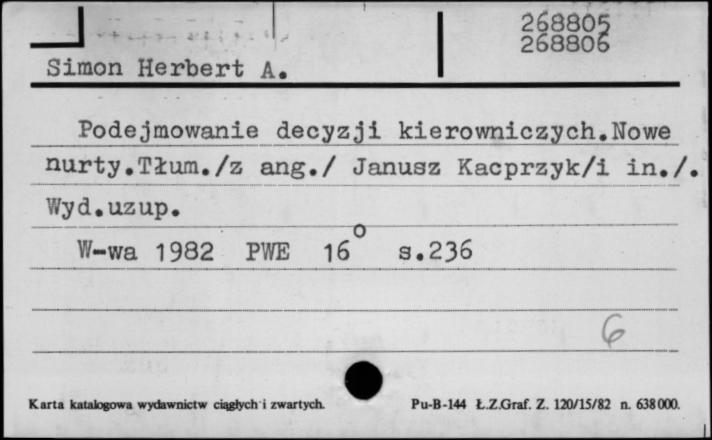 268805
268806
Simon Herbert A.
Podejmowanie decyzji kierowniczych.Nowe
nurty.Tłum./z ang./ Janusz Kacprzyk/i in./.
Wyd.uzup.
W-wa 1982 PWE 16° s.236
6
Karta katalogowa wydawnictw ciągłych i zwartych.
Pu-B-144 Ł.Z.Graf. Z. 120/15/82 n. 638000.